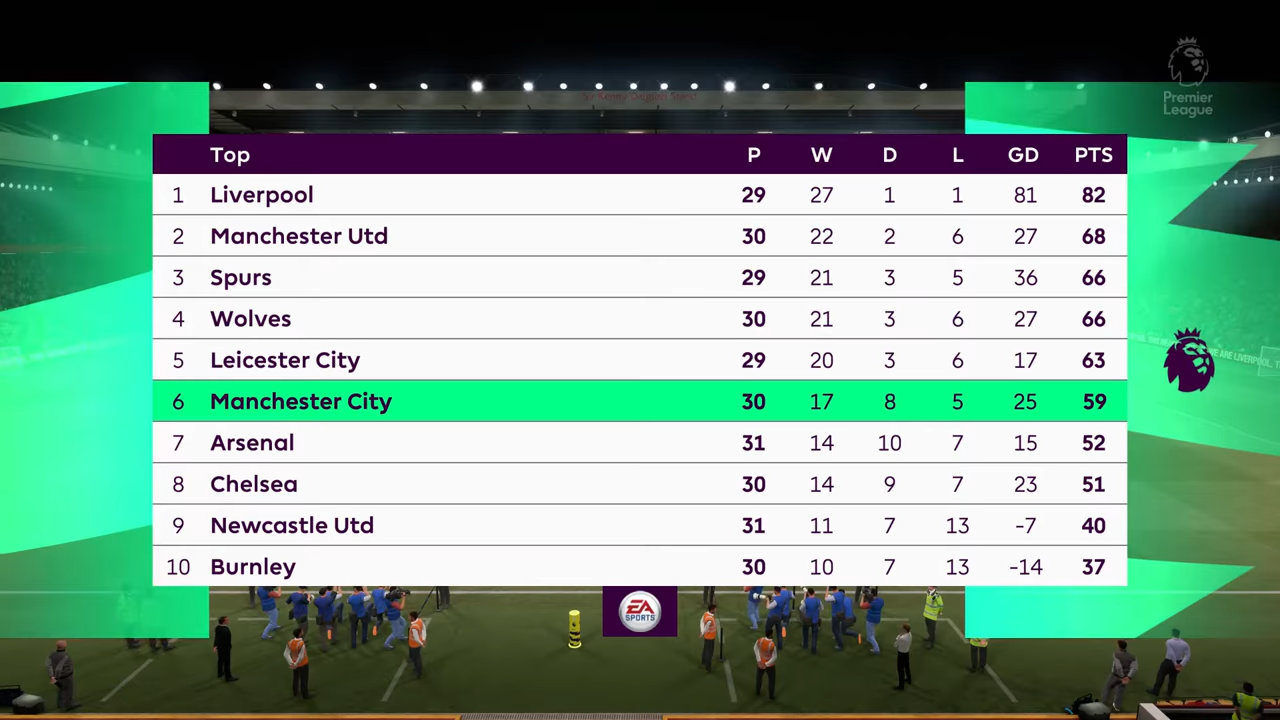 Premier
League
Top P W D L GD PTS
1 Liverpool 29 27 1 1 81 82
2 Manchester Utd 30 22 2 6 27 68
3 Spurs 29 21 3 5 36 66
4 Wolves 30 21 3 6 27 66
5 Leicester City 29 20 3 6 17 63
6 Manchester City 30 17 8 5 25 59
7 Arsenal 31 14 10 7 15 52
8 Chelsea 30 14 9 7 23 51
9 Newcastle Utd 31 11 7 13 -7 40
10 Burnley 30 10 7 13 -14 37
EA
SPORTS